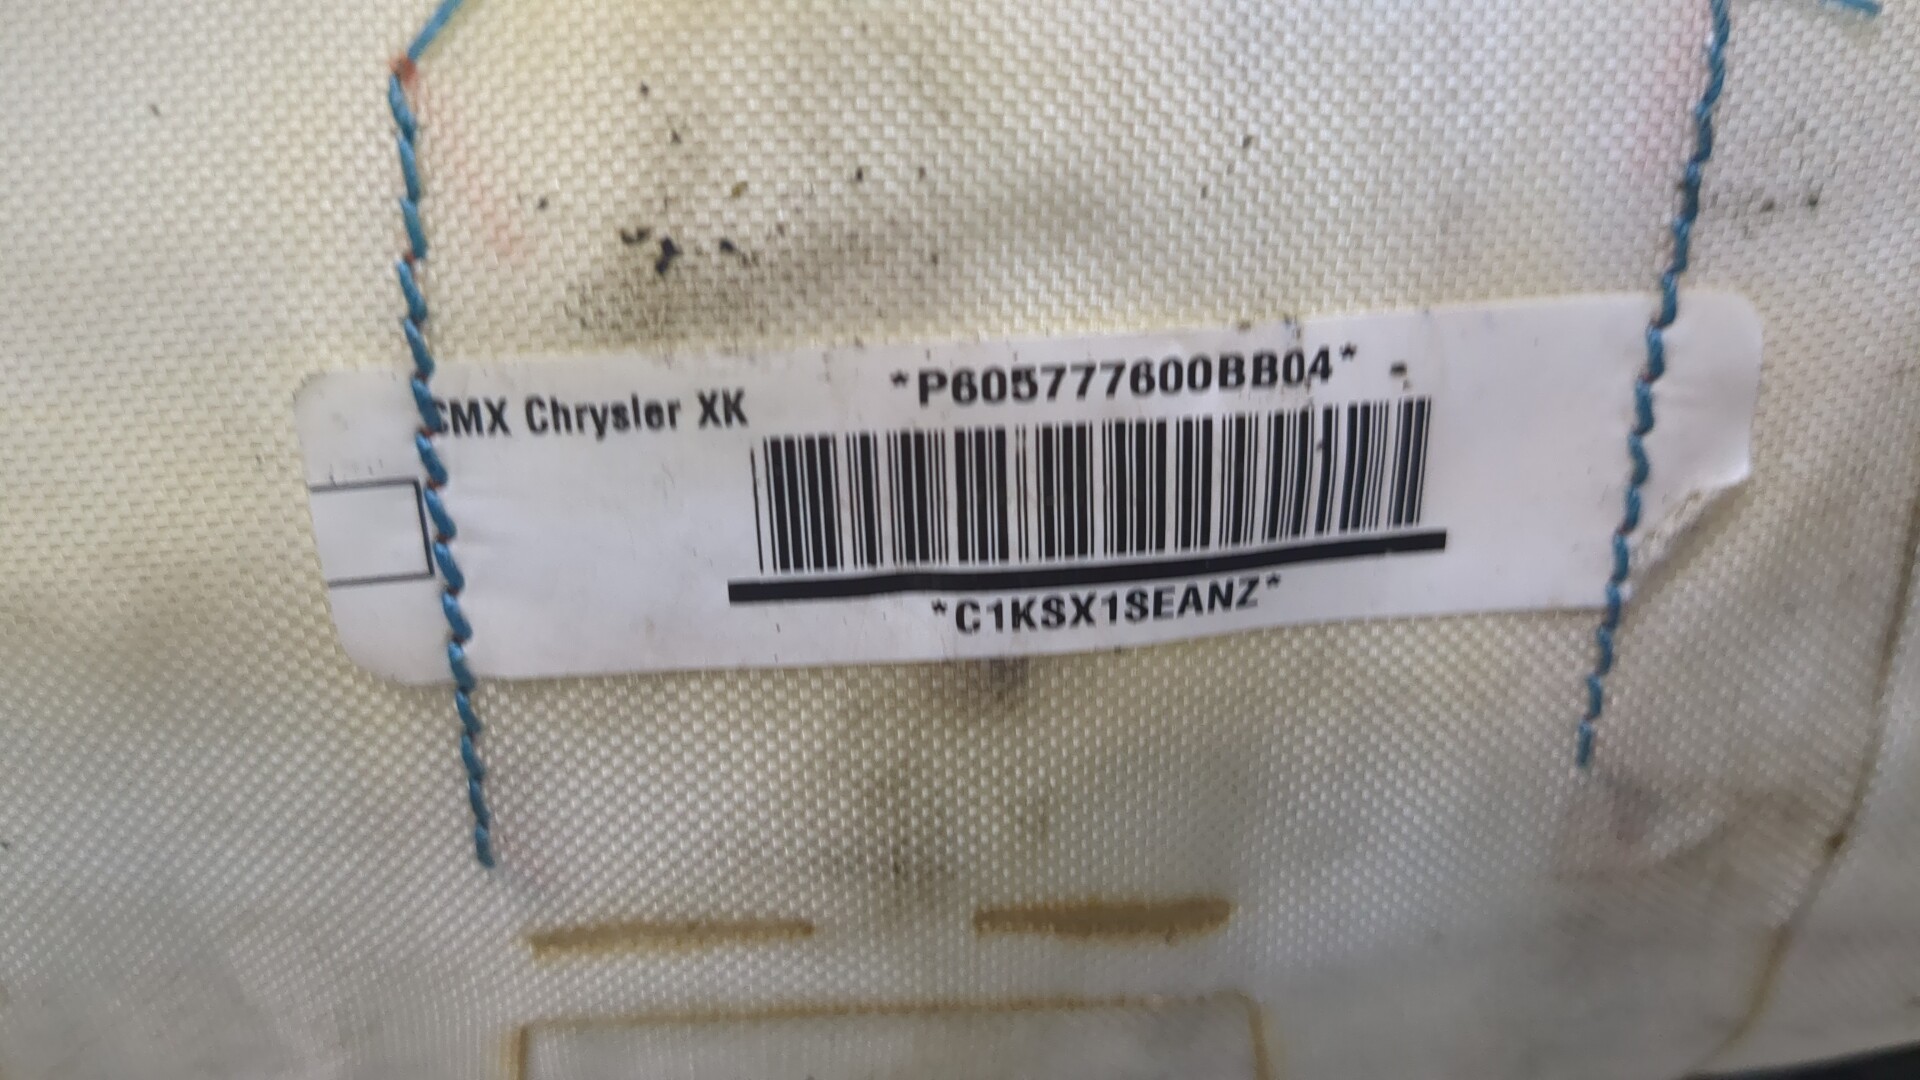 CMX Chrysler XK
*P605777600BB04* -
*C1KSX1SEANZ*